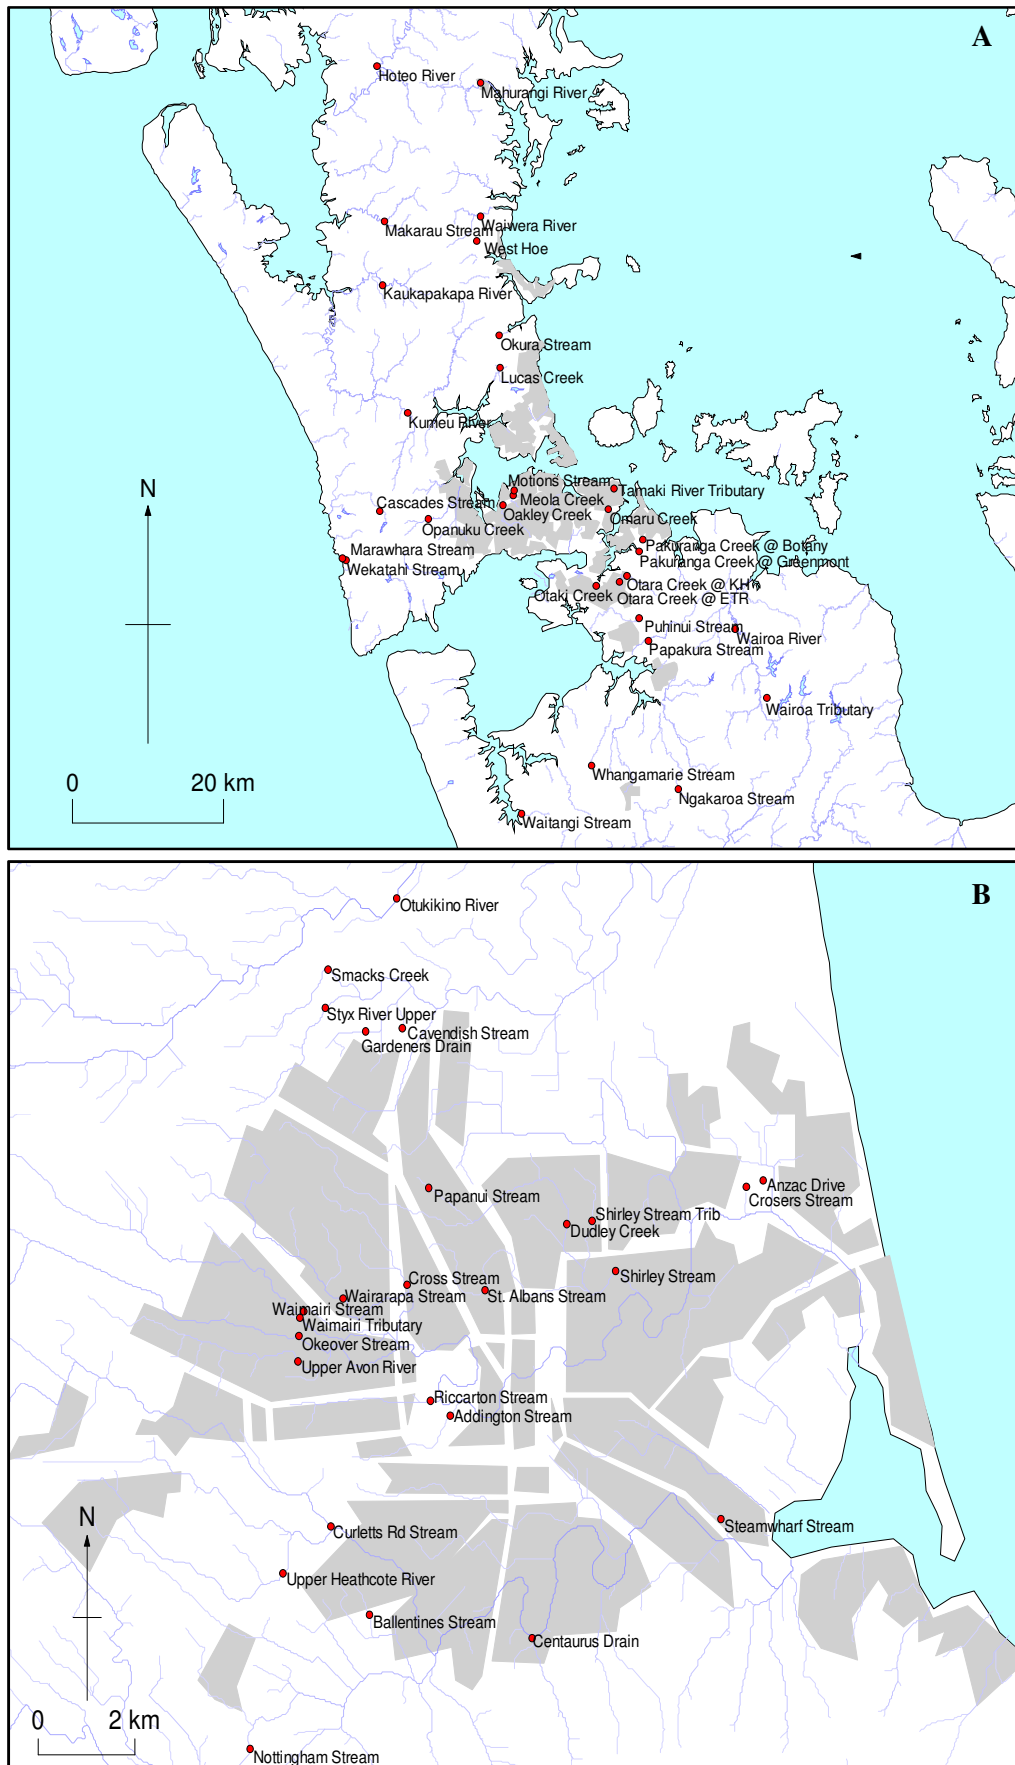 A
Hoteo River
Mahurangi River
Waiwera River
Makarau Stream
West Hoe
Kaukapakapa River
Okura Stream
Lucas Creek
Kumeu River
Motions Stream
Tamaki River Tributary
Cascades Stream
Meola Creek
Oakley Creek
Omaru Creek
Opanuku Creek
Pakuranga Creek @ Botany
Marawhara Stream
Pakuranga Creek @ Greenmont
Wekatahi Stream
Otara Creek @ KH
Otaki Creek
Otara Creek @ ETR
Puhinui Stream
Wairoa River
Papakura Stream
Wairoa Tributary
Whangamarie Stream
Ngakaroa Stream
Waitangi Stream
N
0 20 km
B
Otukikino River
Smacks Creek
Styx River Upper
Cavendish Stream
Gardeners Drain
Anzac Drive
Papanui Stream
Crosers Stream
Shirley Stream Trib
Dudley Creek
Shirley Stream
Cross Stream
Wairarapa Stream
St. Albans Stream
Waimairi Stream
Waimairi Tributary
Okeover Stream
Upper Avon River
Riccarton Stream
Addington Stream
Steamwharf Stream
Curletts Rd Stream
Upper Heathcote River
Ballentines Stream
Centaurus Drain
Nottingham Stream
N
0 2 km